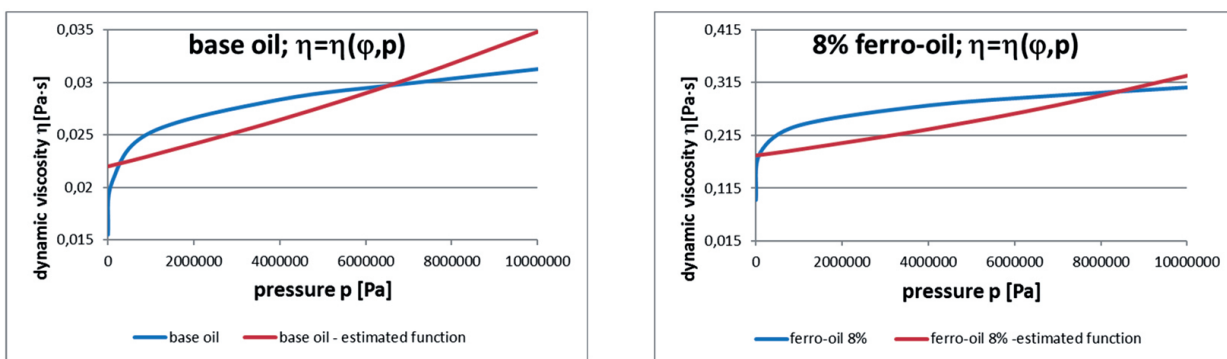 base oil; η=η(φ,p)
dynamic viscosity η[Pa·s]
0,035
0,03
0,025
0,02
0,015
0
2000000
4000000
6000000
8000000
10000000
pressure p [Pa]
base oil
base oil - estimated function
8% ferro-oil; η=η(φ,p)
dynamic viscosity η[Pa·s]
0,415
0,315
0,215
0,115
0,015
0
2000000
4000000
6000000
8000000
10000000
pressure p [Pa]
ferro-oil 8%
ferro-oil 8% -estimated function